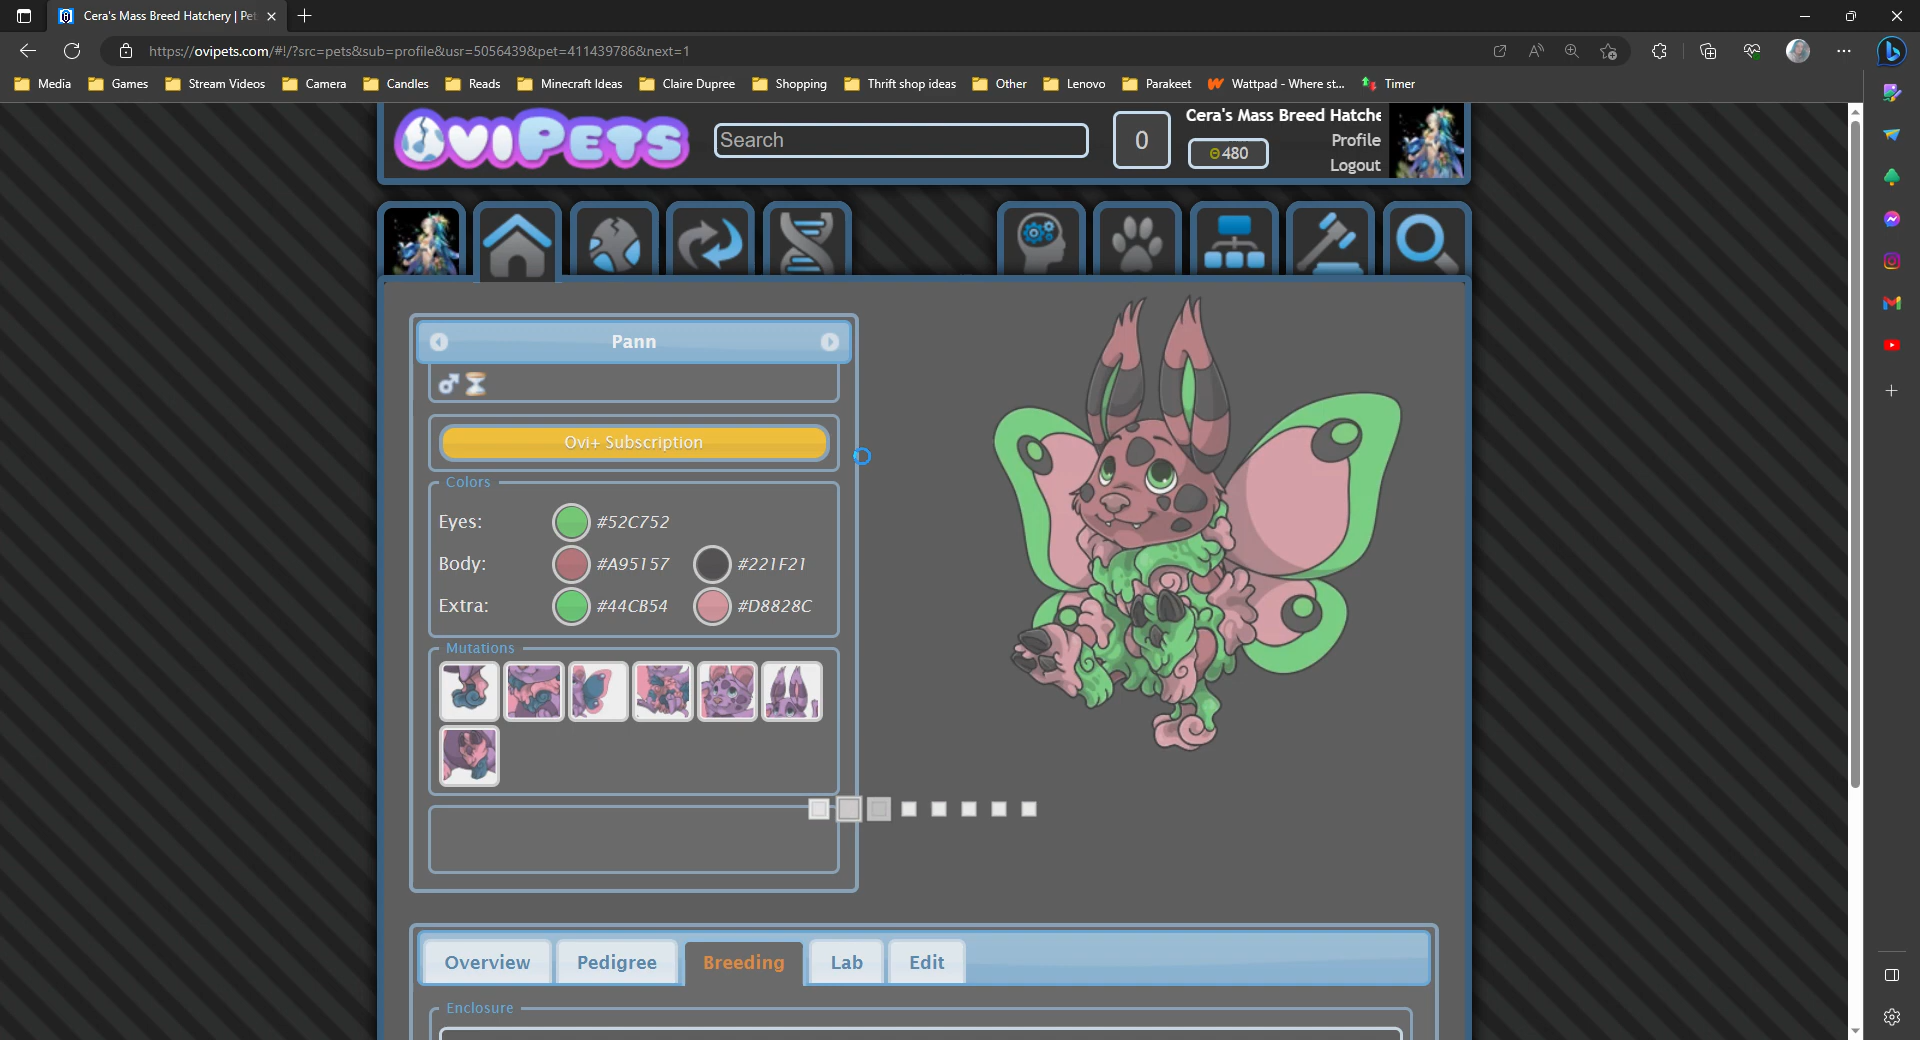 Cera's Mass Breed Hatchery | Pet
https://ovipets.com/#!/?src=pets&sub=profile&usr=5056439&pet=411439786&next=1
Media Games Stream Videos Camera Candles Reads Minecraft Ideas Claire Dupree Shopping Thrift shop ideas Other Lenovo Parakeet Wattpad - Where st... Timer
OVIPETS
Search
0
Cera's Mass Breed Hatche
480
Profile
Logout
Pann
Ovi+ Subscription
Colors
Eyes: #52C752
Body: #A95157 #221F21
Extra: #44CB54 #D8828C
Mutations
Overview Pedigree Breeding Lab Edit
Enclosure